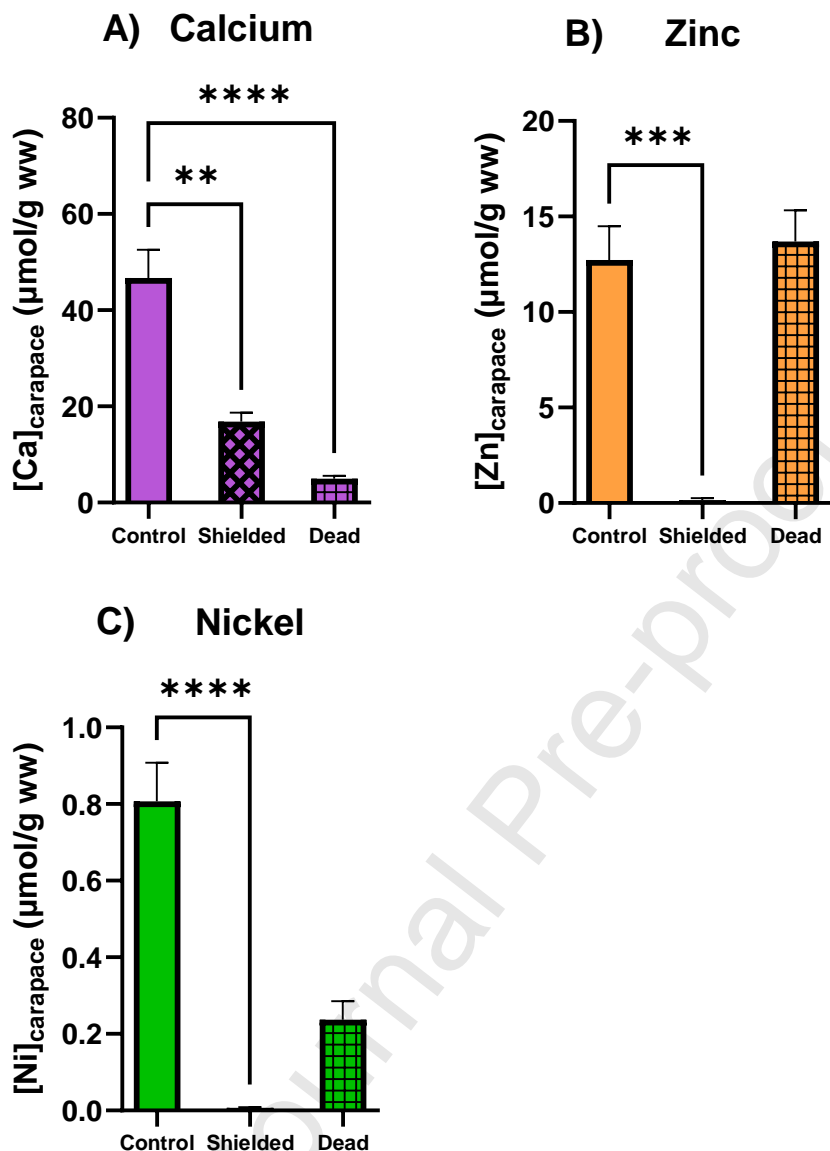 A) Calcium
****
**
80
60
40
20
0
[Ca]carapace (µmol/g ww)
Control Shielded Dead
B) Zinc
***
20
15
10
5
0
[Zn]carapace (µmol/g ww)
Control Shielded Dead
C) Nickel
****
1.0
0.8
0.6
0.4
0.2
0.0
[Ni]carapace (µmol/g ww)
Control Shielded Dead
ournal Pre-proo